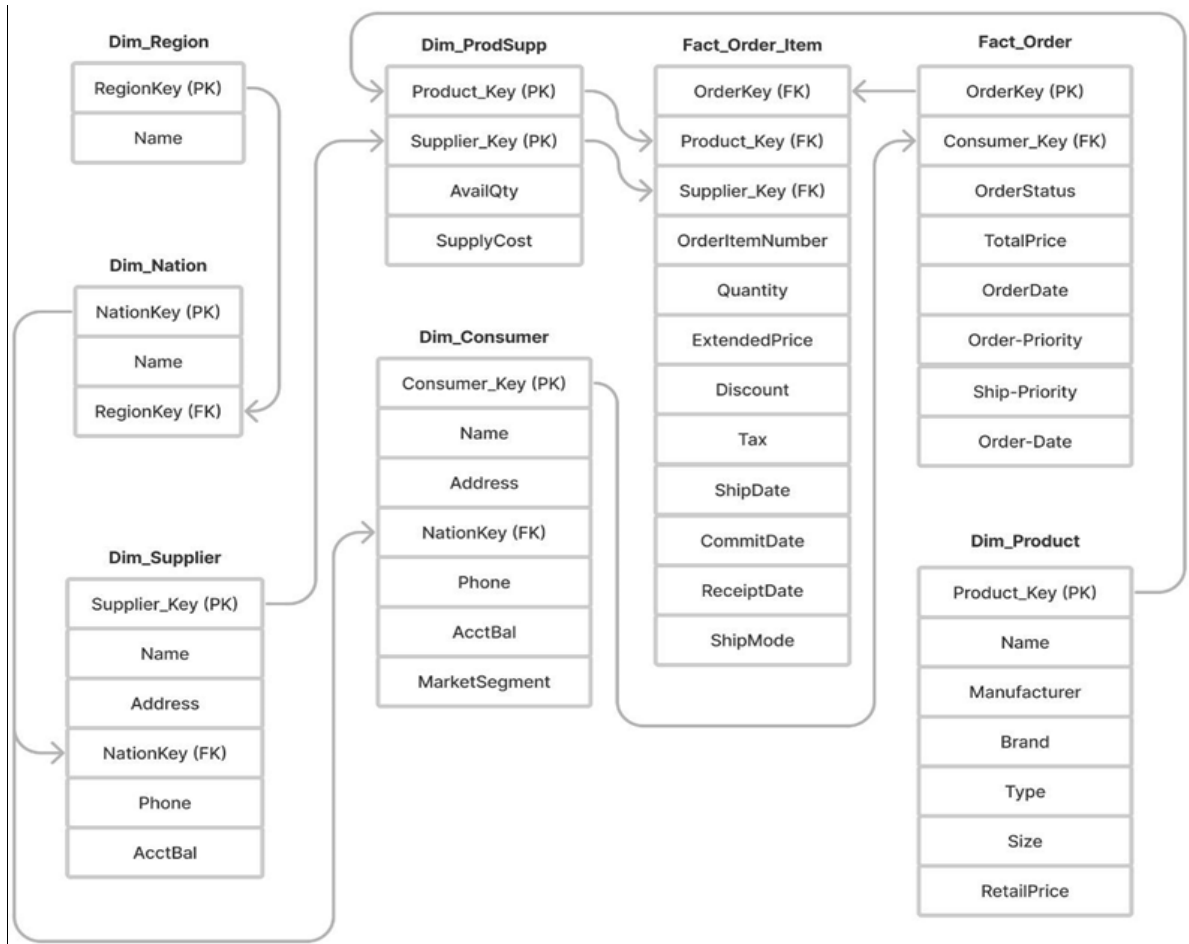 Dim_Region
RegionKey (PK)
Name
Dim_Nation
NationKey (PK)
Name
RegionKey (FK)
Dim_Supplier
Supplier_Key (PK)
Name
Address
NationKey (FK)
Phone
AcctBal
Dim_ProdSupp
Product_Key (PK)
Supplier_Key (PK)
AvailQty
SupplyCost
Dim_Consumer
Consumer_Key (PK)
Name
Address
NationKey (FK)
Phone
AcctBal
MarketSegment
Fact_Order_Item
OrderKey (FK)
Product_Key (FK)
Supplier_Key (FK)
OrderItemNumber
Quantity
ExtendedPrice
Discount
Tax
ShipDate
CommitDate
ReceiptDate
ShipMode
Fact_Order
OrderKey (PK)
Consumer_Key (FK)
OrderStatus
TotalPrice
OrderDate
Order-Priority
Ship-Priority
Order-Date
Dim_Product
Product_Key (PK)
Name
Manufacturer
Brand
Type
Size
RetailPrice